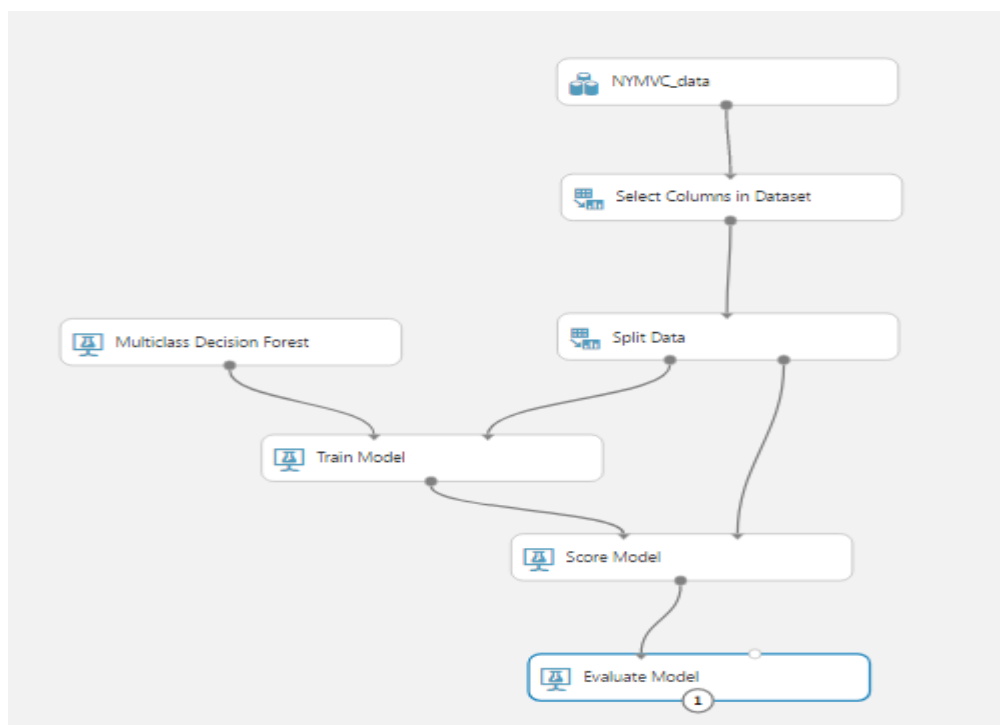 NYMVC_data
Select Columns in Dataset
Split Data
Multiclass Decision Forest
Train Model
Score Model
Evaluate Model
1